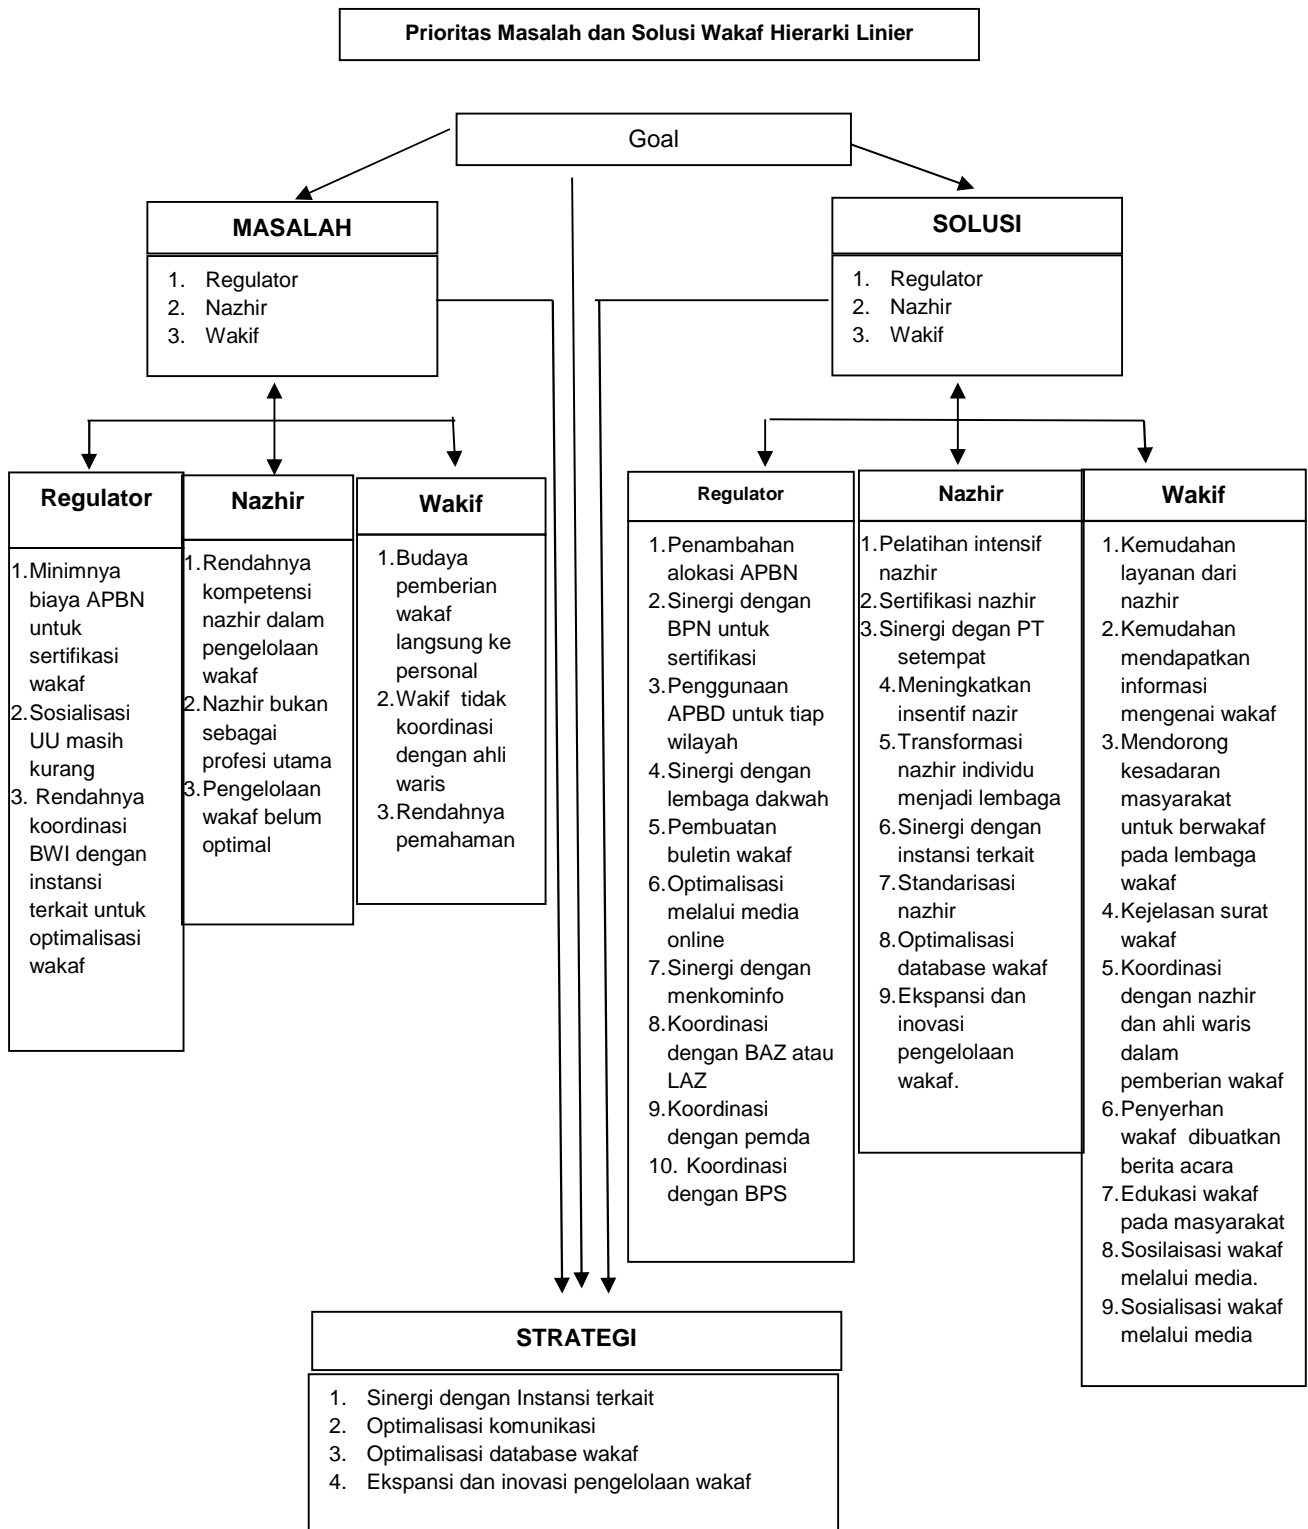 Prioritas Masalah dan Solusi Wakaf Hierarki Linier
Goal
MASALAH
1. Regulator
2. Nazhir
3. Wakif
SOLUSI
1. Regulator
2. Nazhir
3. Wakif
Regulator
1.Minimnya
biaya APBN
untuk
sertifikasi
wakaf
2.Sosialisasi
UU masih
kurang
3. Rendahnya
koordinasi
BWI dengan
instansi
terkait untuk
optimalisasi
wakaf
Nazhir
1.Rendahnya
kompetensi
nazhir dalam
pengelolaan
wakaf
2.Nazhir bukan
sebagai
profesi utama
3.Pengelolaan
wakaf belum
optimal
Wakif
1.Budaya
pemberian
wakaf
langsung ke
personal
2.Wakif tidak
koordinasi
dengan ahli
waris
3.Rendahnya
pemahaman
Regulator
1.Penambahan
alokasi APBN
2.Sinergi dengan
BPN untuk
sertifikasi
3.Penggunaan
APBD untuk tiap
wilayah
4.Sinergi dengan
lembaga dakwah
5.Pembuatan
buletin wakaf
6.Optimalisasi
melalui media
online
7.Sinergi dengan
menkominfo
8.Koordinasi
dengan BAZ atau
LAZ
9.Koordinasi
dengan pemda
10. Koordinasi
dengan BPS
Nazhir
1.Pelatihan intensif
nazhir
2.Sertifikasi nazhir
3.Sinergi degan PT
setempat
4.Meningkatkan
insentif nazir
5.Transformasi
nazhir individu
menjadi lembaga
6.Sinergi dengan
instansi terkait
7.Standarisasi
nazhir
8.Optimalisasi
database wakaf
9.Ekspansi dan
inovasi
pengelolaan
wakaf.
Wakif
1.Kemudahan
layanan dari
nazhir
2.Kemudahan
mendapatkan
informasi
mengenai wakaf
3.Mendorong
kesadaran
masyarakat
untuk berwakaf
pada lembaga
wakaf
4.Kejelasan surat
wakaf
5.Koordinasi
dengan nazhir
dan ahli waris
dalam
pemberian wakaf
6.Penyerhan
wakaf dibuatkan
berita acara
7.Edukasi wakaf
pada masyarakat
8.Sosilaisasi wakaf
melalui media.
9.Sosialisasi wakaf
melalui media
STRATEGI
1. Sinergi dengan Instansi terkait
2. Optimalisasi komunikasi
3. Optimalisasi database wakaf
4. Ekspansi dan inovasi pengelolaan wakaf